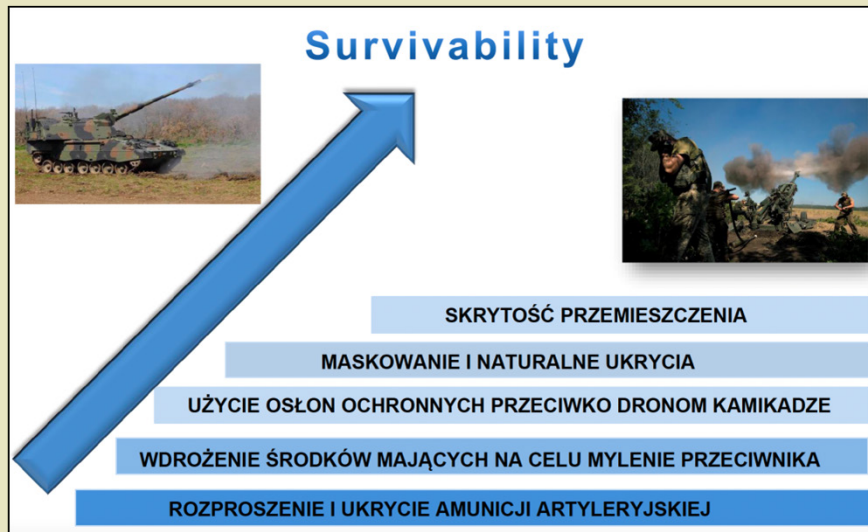 Survivability
SKRYTOŚĆ PRZEMIESZCZENIA
MASKOWANIE I NATURALNE UKRYCIA
UŻYCIE OSŁON OCHRONNYCH PRZECIWKO DRONOM KAMIKADZE
WDROŻENIE ŚRODKÓW MAJĄCYCH NA CELU MYLENIE PRZECIWNIKA
ROZPROSZENIE I UKRYCIE AMUNICJI ARTYLERYJSKIEJ